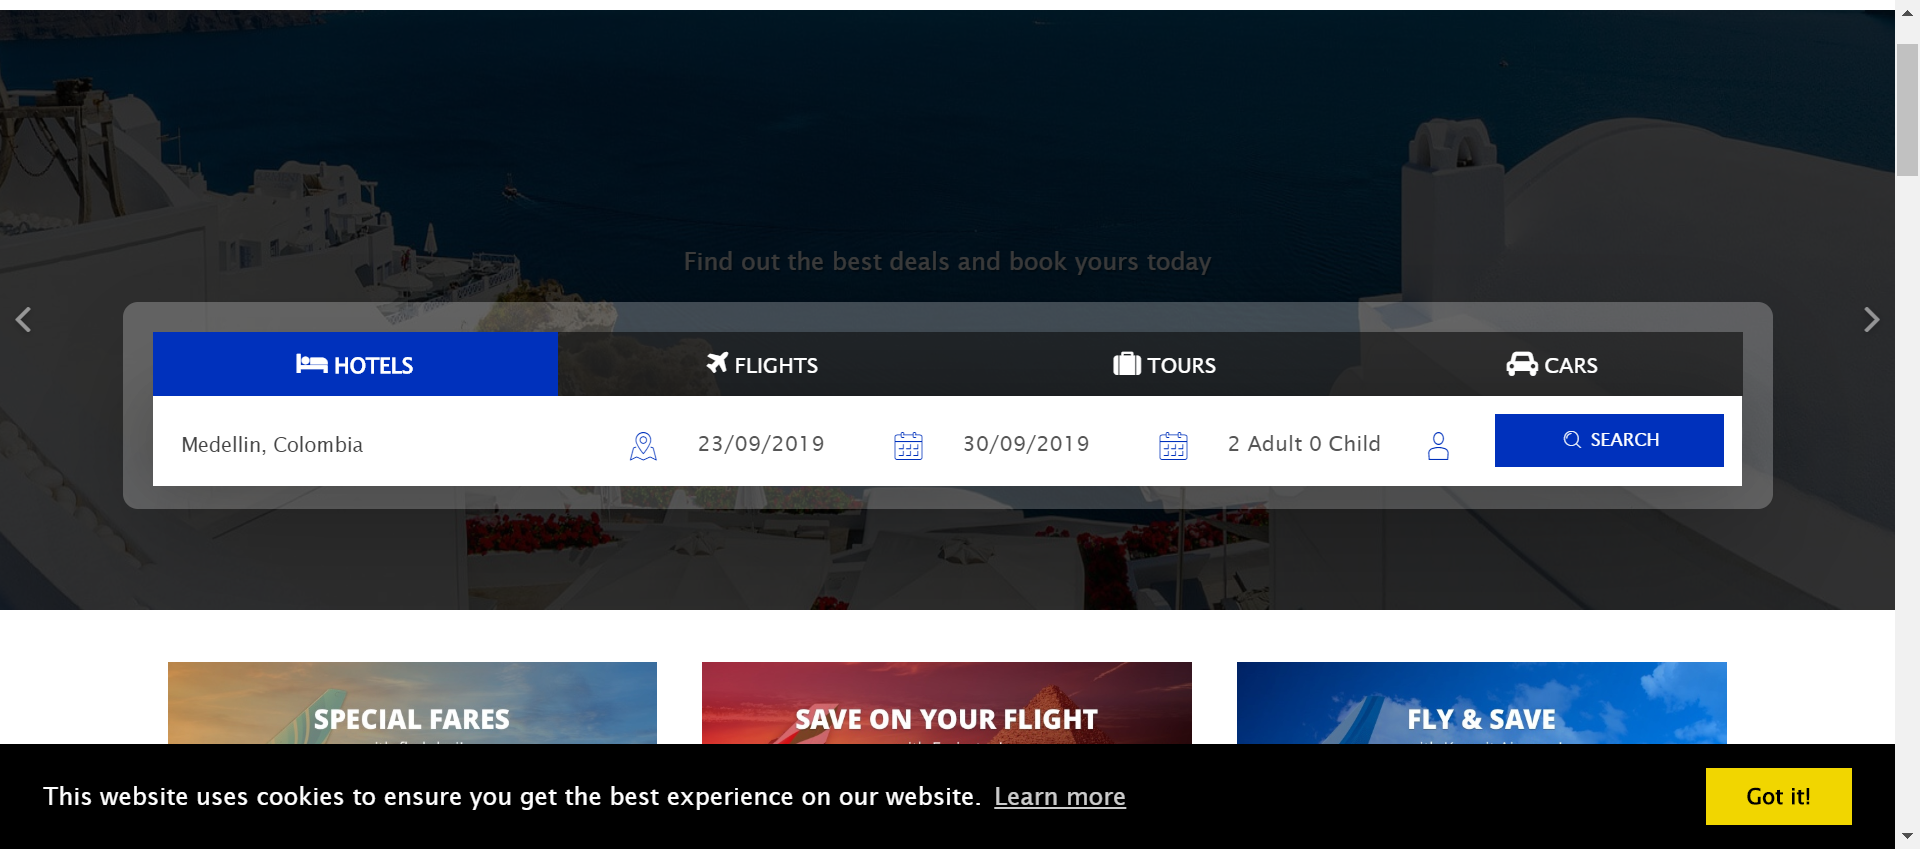 Find out the best deals and book yours today
HOTELS
FLIGHTS
TOURS
CARS
Medellin, Colombia
23/09/2019
30/09/2019
2 Adult 0 Child
SEARCH
SPECIAL FARES
SAVE ON YOUR FLIGHT
FLY & SAVE
This website uses cookies to ensure you get the best experience on our website. Learn more
Got it!